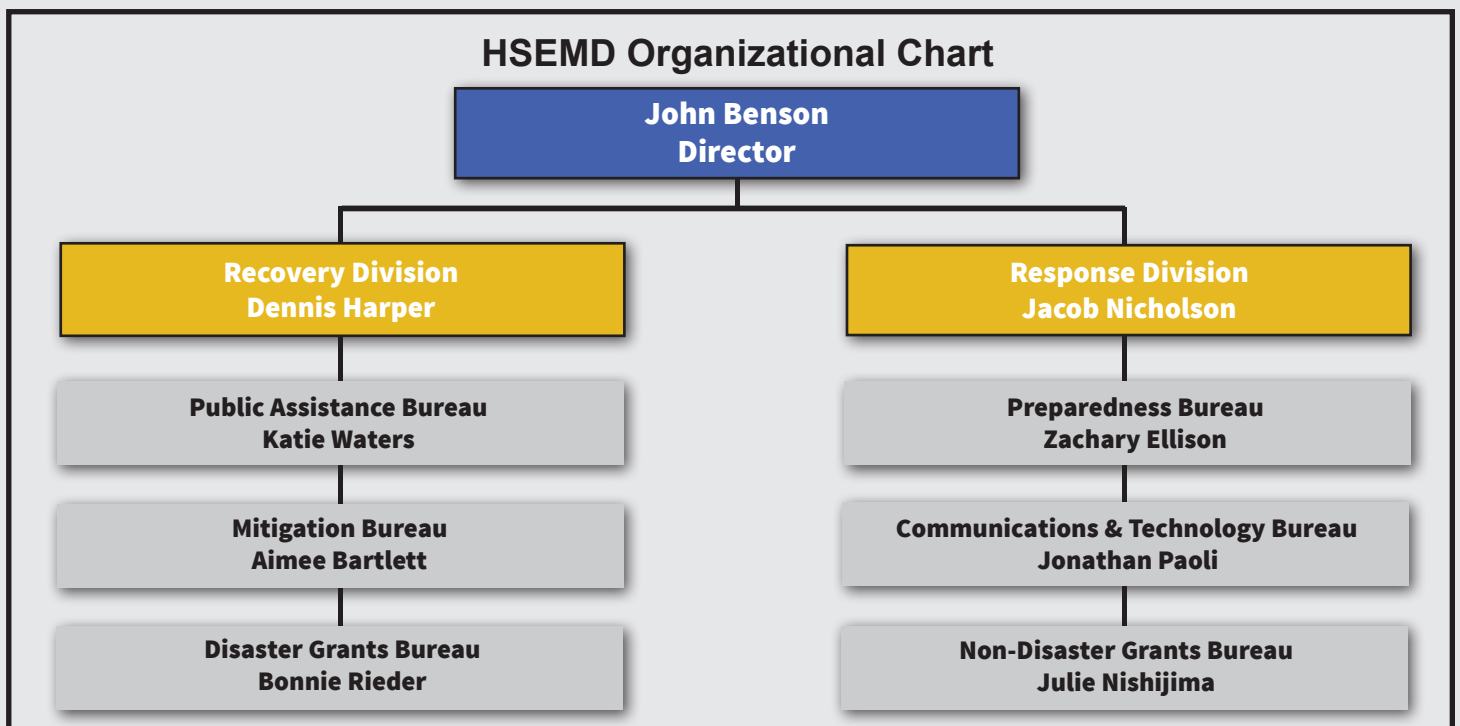 HSEMD Organizational Chart
John Benson
Director
Recovery Division
Dennis Harper
Response Division
Jacob Nicholson
Public Assistance Bureau
Katie Waters
Preparedness Bureau
Zachary Ellison
Mitigation Bureau
Aimee Bartlett
Communications & Technology Bureau
Jonathan Paoli
Disaster Grants Bureau
Bonnie Rieder
Non-Disaster Grants Bureau
Julie Nishijima